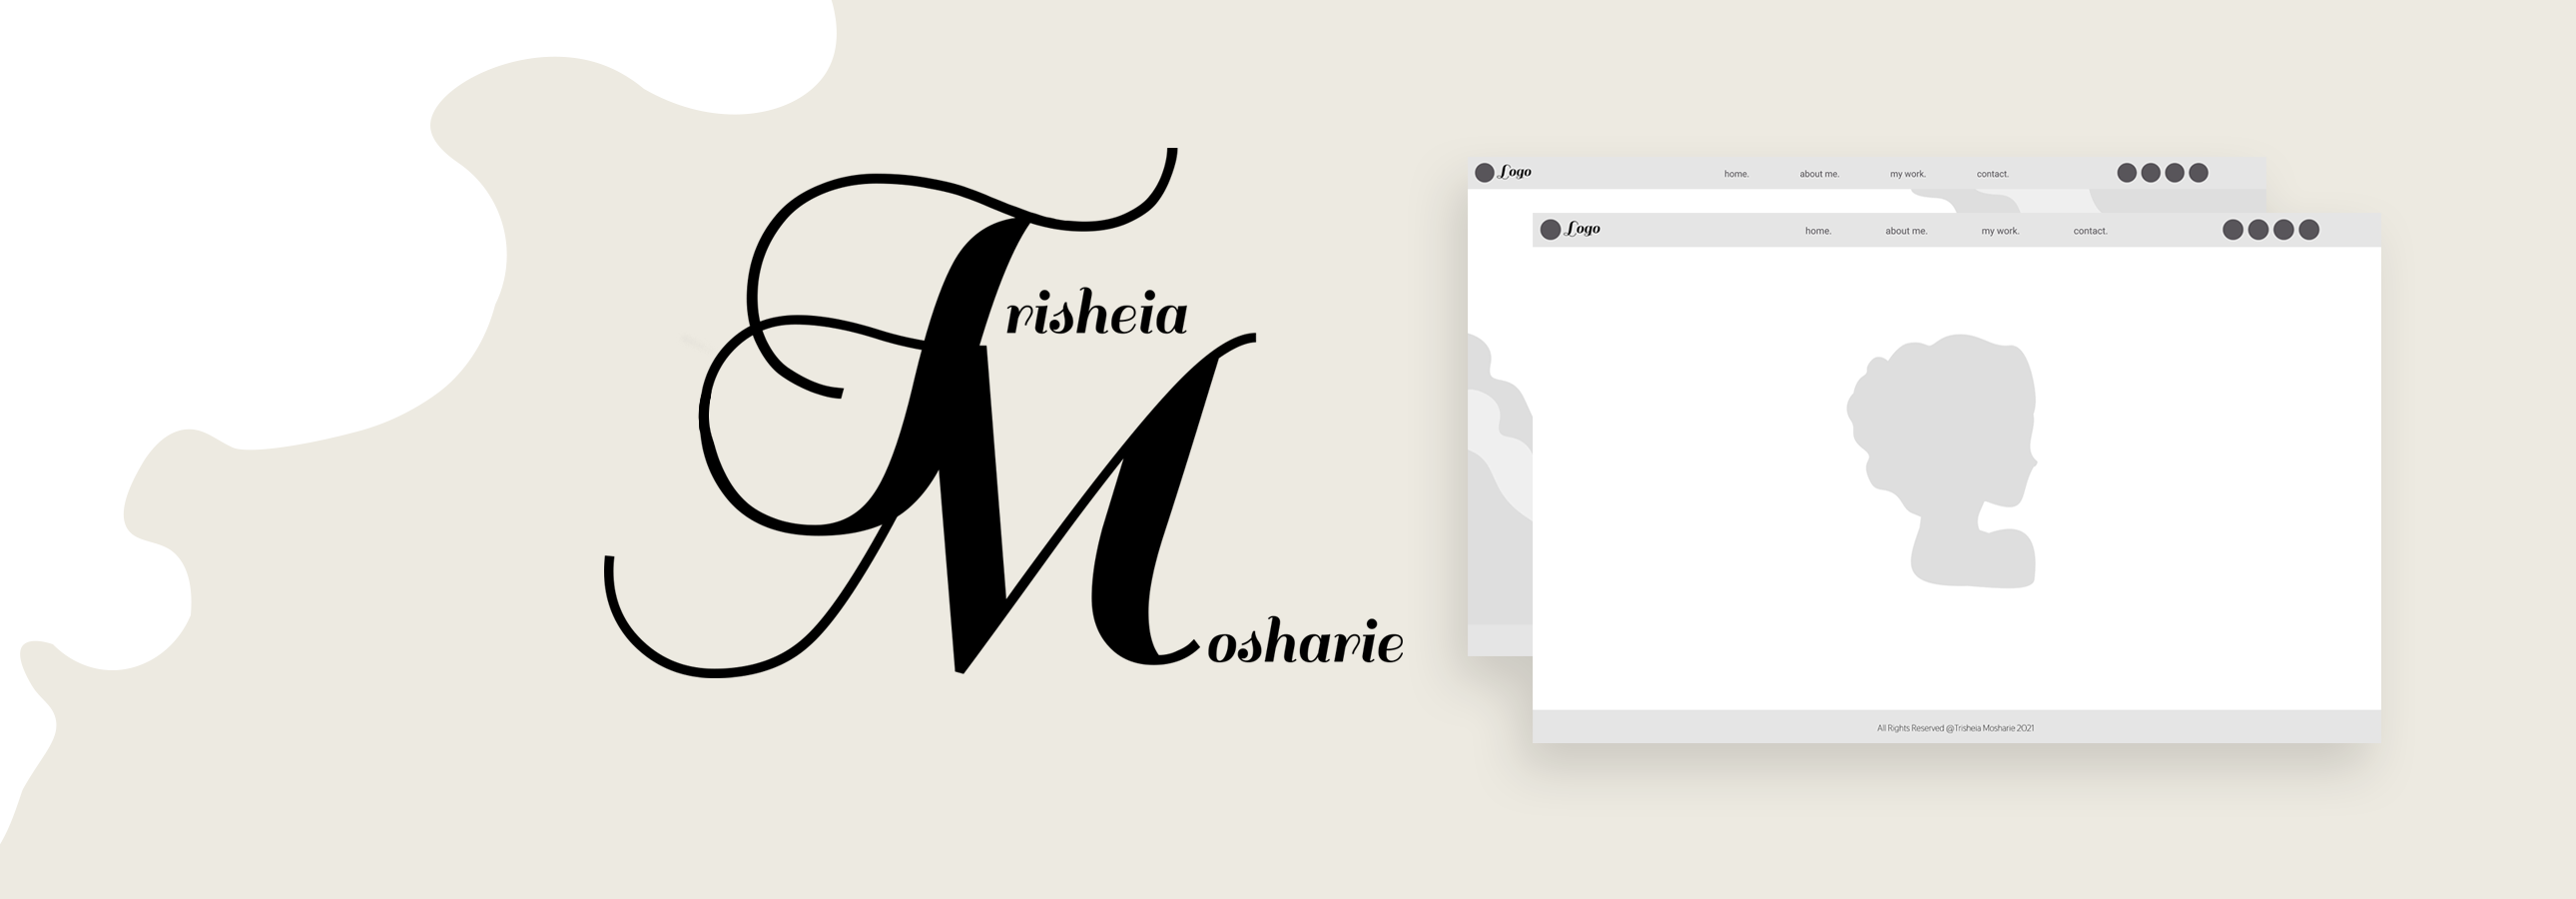 Trisheia
Mosharie
Logo home. about me. my work. contact.
Logo home. about me. my work. contact.
All Rights Reserved @Trisheia Mosharie 2021